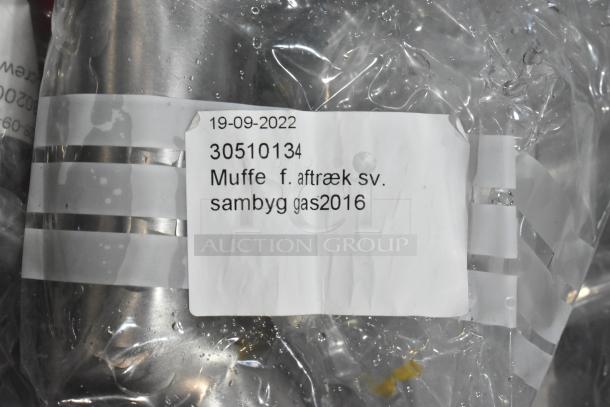 19-09-2022
30510134
Muffe f. aftræk sv.
sambyg gas2016
AUCTION GROUP